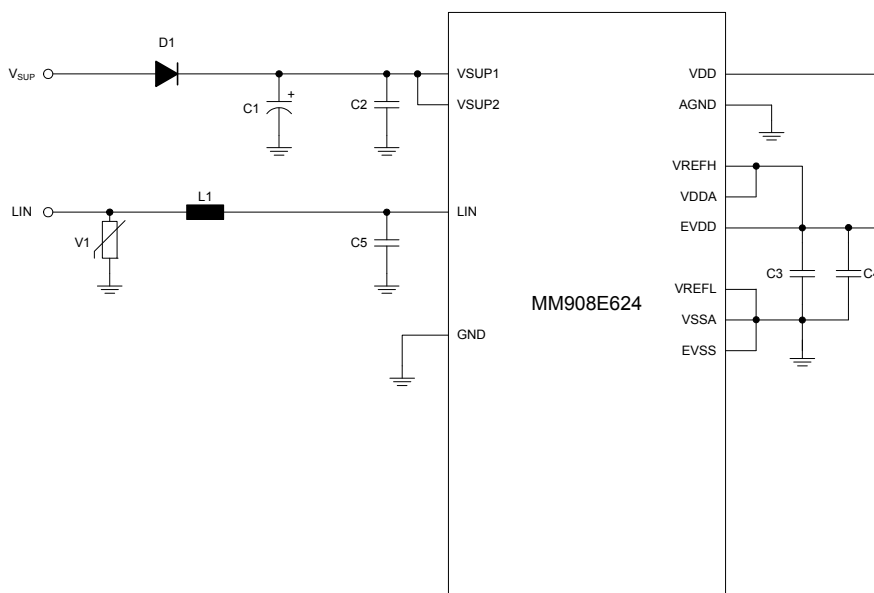 D1
VSUP
VSUP1
VDD
C1
+
C2
VSUP2
AGND
VREFH
L1
VDDA
LIN
LIN
EVDD
V1
C5
C3
VREFL
MM908E624
VSSA
GND
EVSS